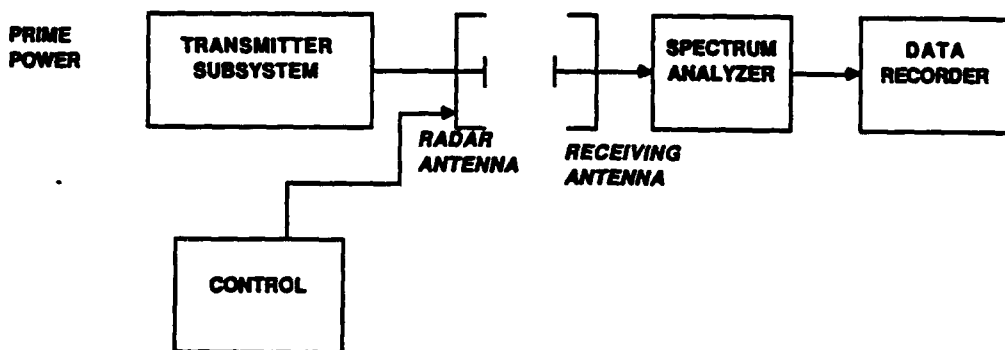 PRIME
POWER
TRANSMITTER
SUBSYSTEM
SPECTRUM
ANALYZER
DATA
RECORDER
RADAR
ANTENNA
RECEIVING
ANTENNA
CONTROL